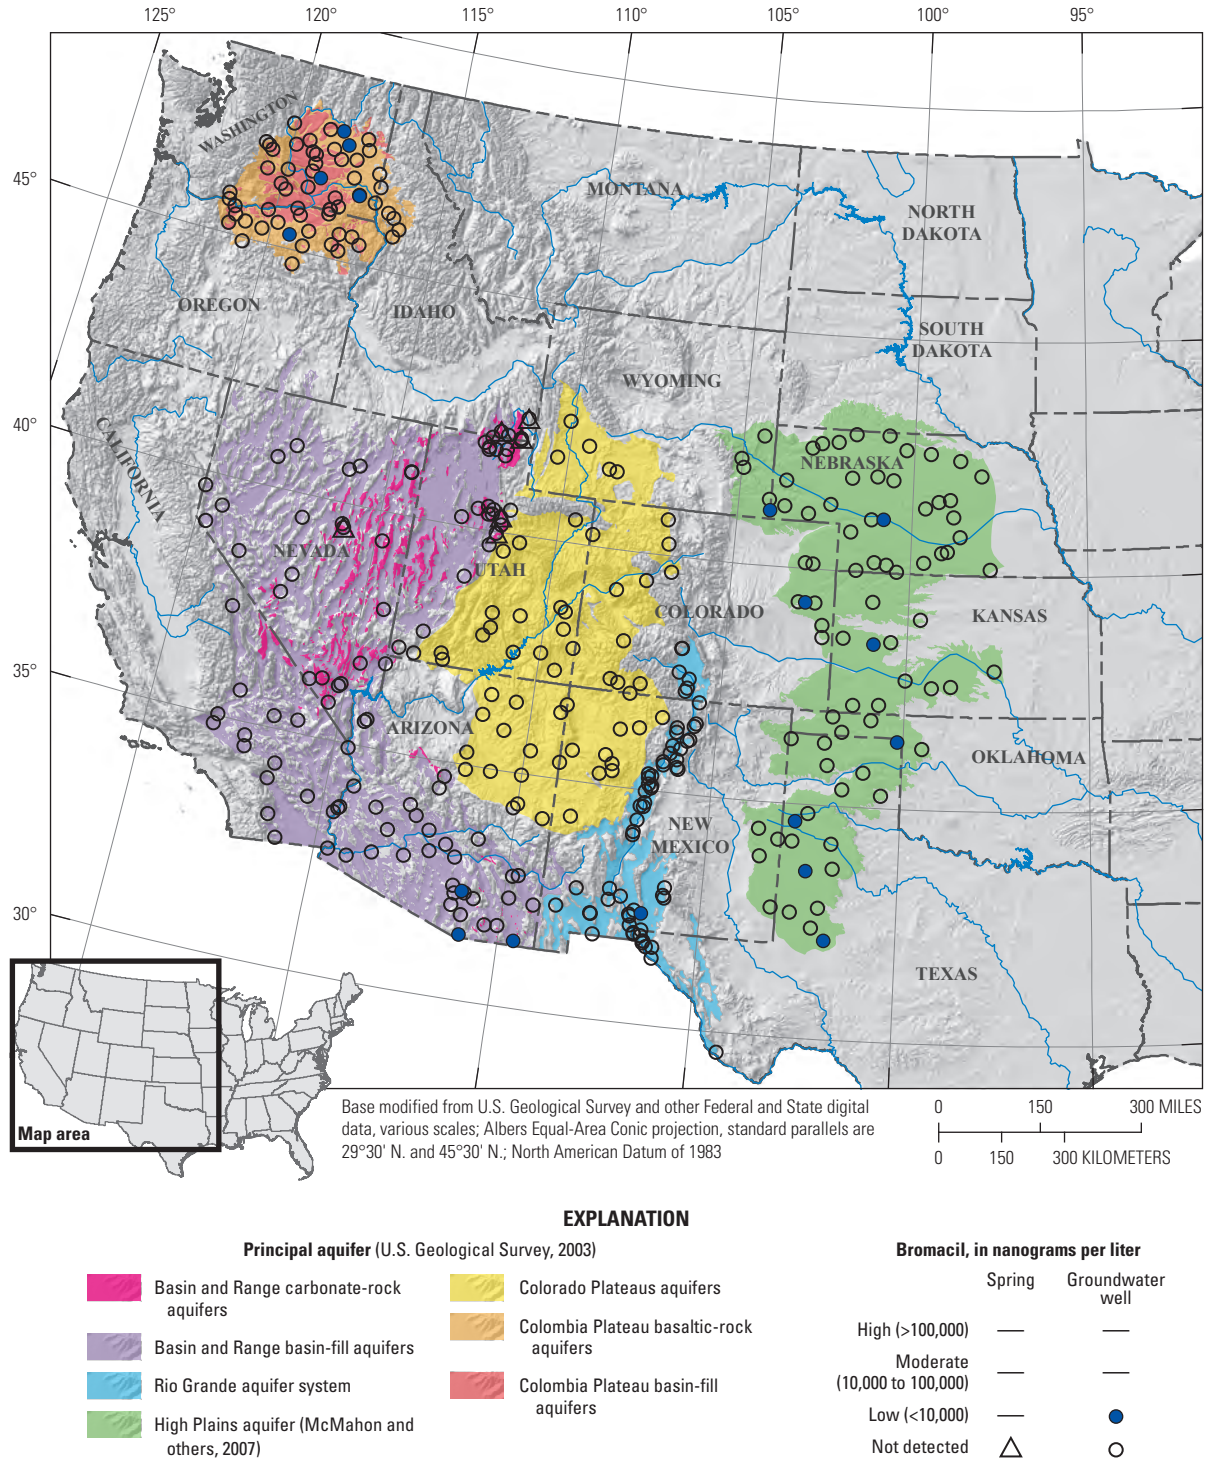 125°
120°
115°
110°
105°
100°
95°
45°
40°
35°
30°
WASHINGTON
MONTANA
NORTH
DAKOTA
OREGON
IDAHO
SOUTH
DAKOTA
WYOMING
CALIFORNIA
NEBRASKA
NEVADA
UTAH
COLORADO
KANSAS
ARIZONA
OKLAHOMA
NEW
MEXICO
TEXAS
Map area
Base modified from U.S. Geological Survey and other Federal and State digital
data, various scales; Albers Equal-Area Conic projection, standard parallels are
29°30' N. and 45°30' N.; North American Datum of 1983
0 150 300 MILES
0 150 300 KILOMETERS
EXPLANATION
Principal aquifer (U.S. Geological Survey, 2003)
Basin and Range carbonate-rock
aquifers
Basin and Range basin-fill aquifers
Rio Grande aquifer system
High Plains aquifer (McMahon and
others, 2007)
Colorado Plateaus aquifers
Colombia Plateau basaltic-rock
aquifers
Colombia Plateau basin-fill
aquifers
Bromacil, in nanograms per liter
Spring Groundwater
well
High (>100,000)
Moderate
(10,000 to 100,000)
Low (<10,000)
Not detected